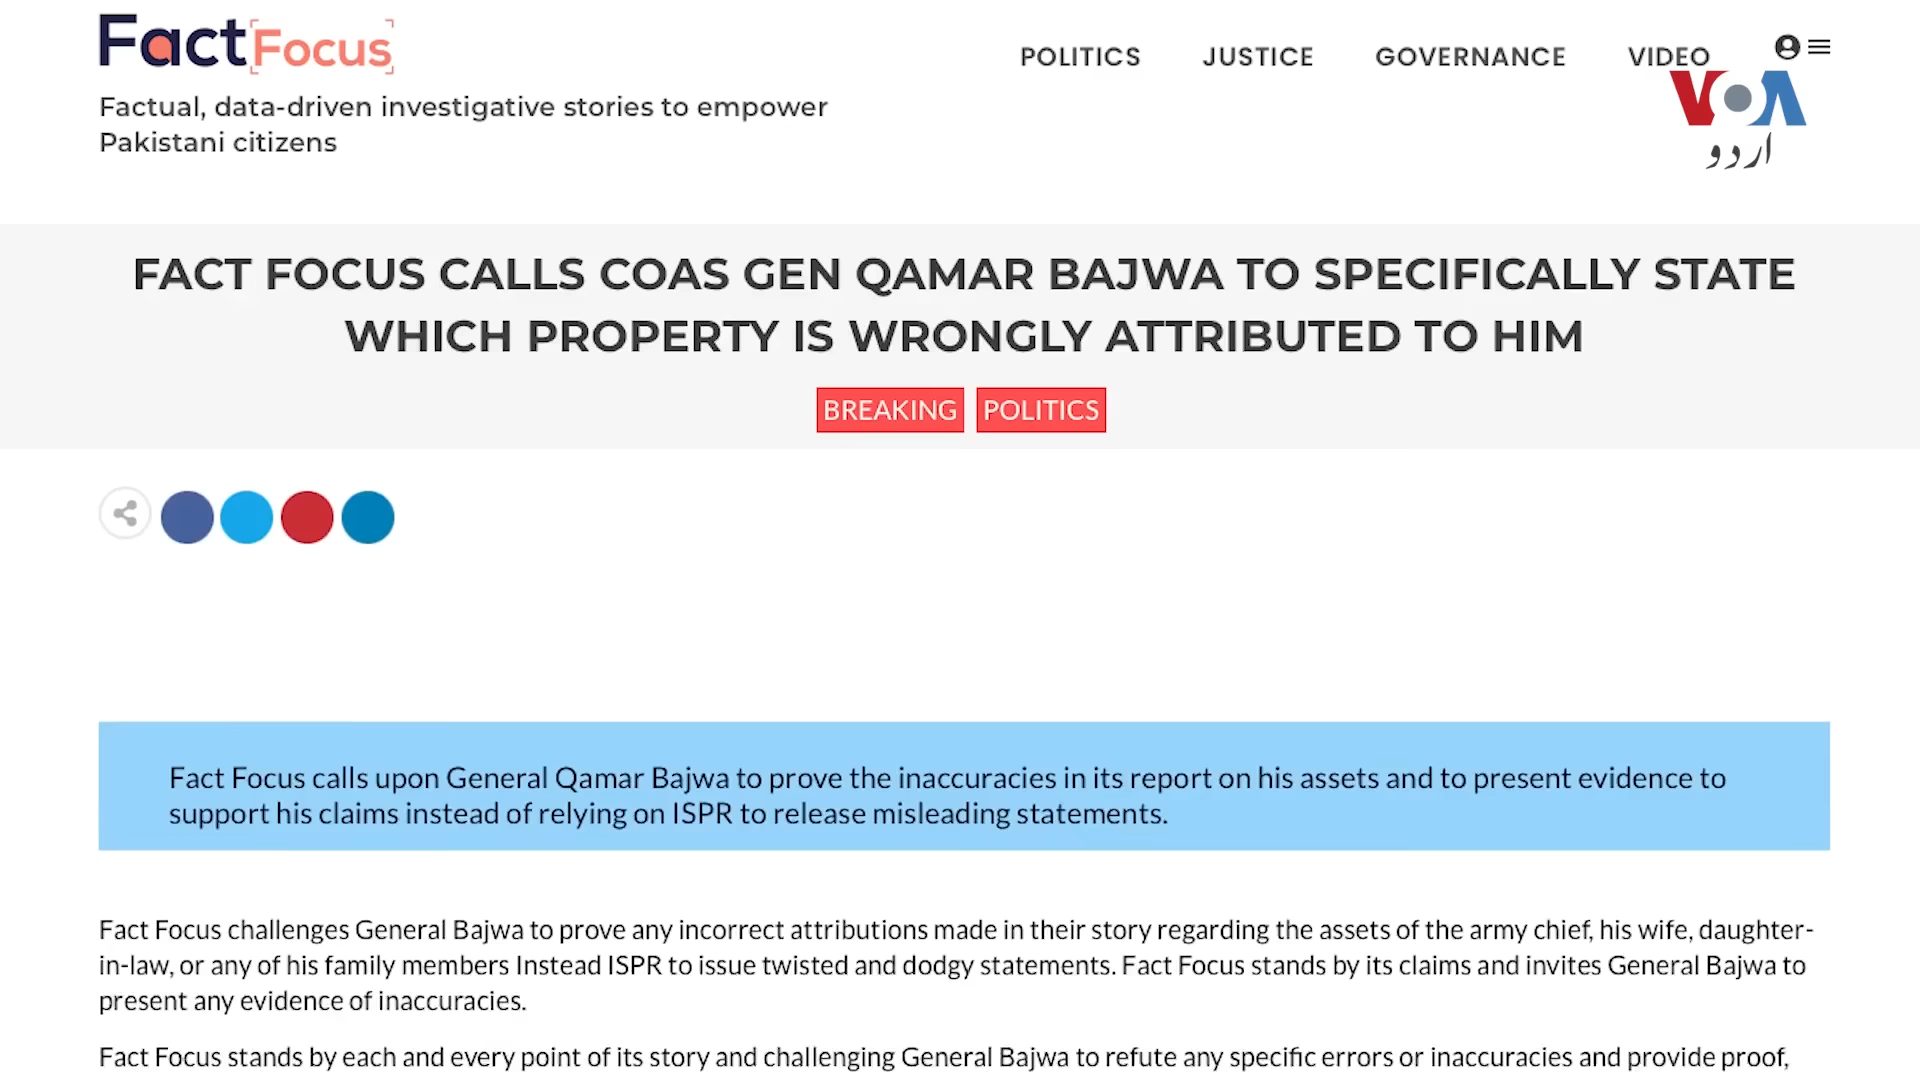 FactFocus
POLITICS JUSTICE GOVERNANCE VIDEO
VOA
اردو
Factual, data-driven investigative stories to empower
Pakistani citizens
FACT FOCUS CALLS COAS GEN QAMAR BAJWA TO SPECIFICALLY STATE
WHICH PROPERTY IS WRONGLY ATTRIBUTED TO HIM
BREAKING POLITICS
Fact Focus calls upon General Qamar Bajwa to prove the inaccuracies in its report on his assets and to present evidence to
support his claims instead of relying on ISPR to release misleading statements.
Fact Focus challenges General Bajwa to prove any incorrect attributions made in their story regarding the assets of the army chief, his wife, daughter-
in-law, or any of his family members Instead ISPR to issue twisted and dodgy statements. Fact Focus stands by its claims and invites General Bajwa to
present any evidence of inaccuracies.
Fact Focus stands by each and every point of its story and challenging General Bajwa to refute any specific errors or inaccuracies and provide proof,